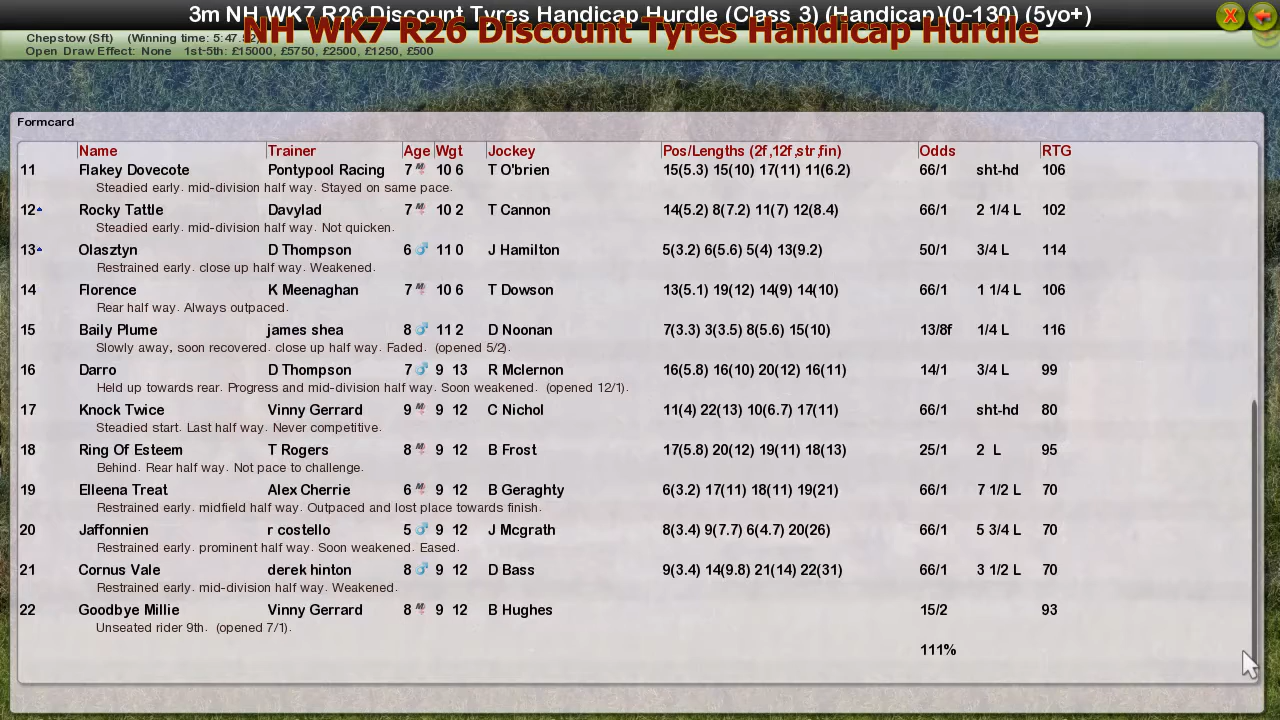 3m NH WK7 R26 Discount Tyres Handicap Hurdle (Class 3) (Handicap)(0-130) (5yo+)
NH WK7 R26 Discount Tyres Handicap Hurdle
Chepstow (Sft) (Winning time: 5:47.
Open Draw Effect: None 1st-5th: £15000, £5750, £2500, £1250, £500
Formcard
Name Trainer Age Wgt Jockey Pos/Lengths (2f,12f,str,fin) Odds RTG
11 Flakey Dovecote Pontypool Racing 7 10 6 T O'brien 15(5.3) 15(10) 17(11) 11(6.2) 66/1 sht-hd 106
Steadied early. mid-division half way. Stayed on same pace.
12 Rocky Tattle Davylad 7 10 2 T Cannon 14(5.2) 8(7.2) 11(7) 12(8.4) 66/1 2 1/4 L 102
Steadied early. mid-division half way. Not quicken.
13 Olasztyn D Thompson 6 11 0 J Hamilton 5(3.2) 6(5.6) 5(4) 13(9.2) 50/1 3/4 L 114
Restrained early. close up half way. Weakened.
14 Florence K Meenaghan 7 10 6 T Dowson 13(5.1) 19(12) 14(9) 14(10) 66/1 1 1/4 L 106
Rear half way. Always outpaced.
15 Baily Plume james shea 8 11 2 D Noonan 7(3.3) 3(3.5) 8(5.6) 15(10) 13/8f 1/4 L 116
Slowly away, soon recovered. close up half way. Faded. (opened 5/2).
16 Darro D Thompson 7 9 13 R Mclernon 16(5.8) 16(10) 20(12) 16(11) 14/1 3/4 L 99
Held up towards rear. Progress and mid-division half way. Soon weakened. (opened 12/1).
17 Knock Twice Vinny Gerrard 9 9 12 C Nichol 11(4) 22(13) 10(6.7) 17(11) 66/1 sht-hd 80
Steadied start. Last half way. Never competitive.
18 Ring Of Esteem T Rogers 8 9 12 B Frost 17(5.8) 20(12) 19(11) 18(13) 25/1 2 L 95
Behind. Rear half way. Not pace to challenge.
19 Elleena Treat Alex Cherrie 6 9 12 B Geraghty 6(3.2) 17(11) 18(11) 19(21) 66/1 7 1/2 L 70
Restrained early. midfield half way. Outpaced and lost place towards finish.
20 Jaffonnien r costello 5 9 12 J Mcgrath 8(3.4) 9(7.7) 6(4.7) 20(26) 66/1 5 3/4 L 70
Restrained early. prominent half way. Soon weakened. Eased.
21 Cornus Vale derek hinton 8 9 12 D Bass 9(3.4) 14(9.8) 21(14) 22(31) 66/1 3 1/2 L 70
Restrained early. mid-division half way. Weakened.
22 Goodbye Millie Vinny Gerrard 8 9 12 B Hughes 15/2 93
Unseated rider 9th. (opened 7/1).
111%